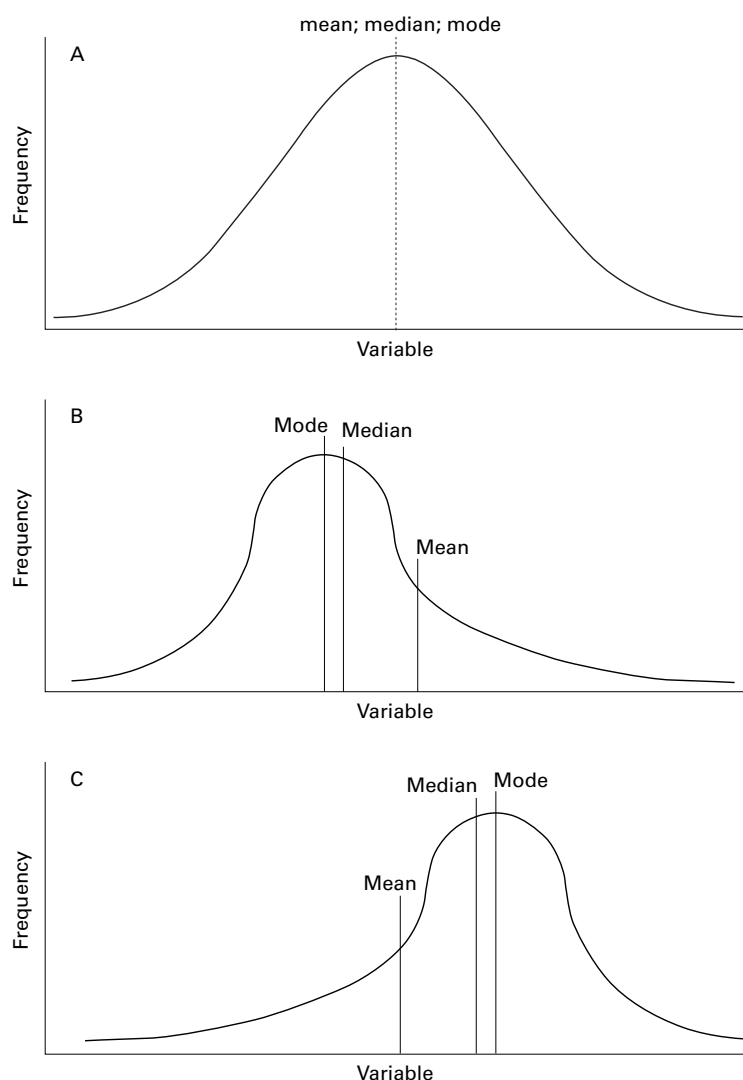 mean; median; mode
A
Frequency
Variable
B
Mode
Median
Mean
Frequency
Variable
C
Median
Mode
Mean
Frequency
Variable